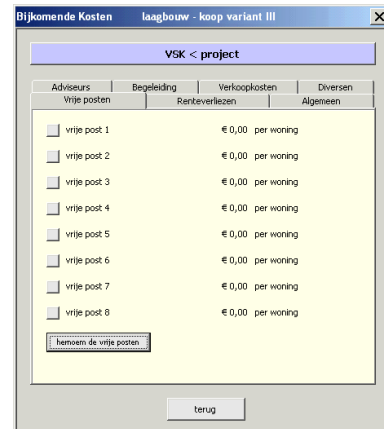 Bijkomende Kosten laagbouw - koop variant III
VSK < project
Adviseurs Begeleiding Verkoopkosten Diversen
Vrije posten Renteverliezen Algemeen
vrije post 1 € 0,00 per woning
vrije post 2 € 0,00 per woning
vrije post 3 € 0,00 per woning
vrije post 4 € 0,00 per woning
vrije post 5 € 0,00 per woning
vrije post 6 € 0,00 per woning
vrije post 7 € 0,00 per woning
vrije post 8 € 0,00 per woning
hernoem de vrije posten
terug